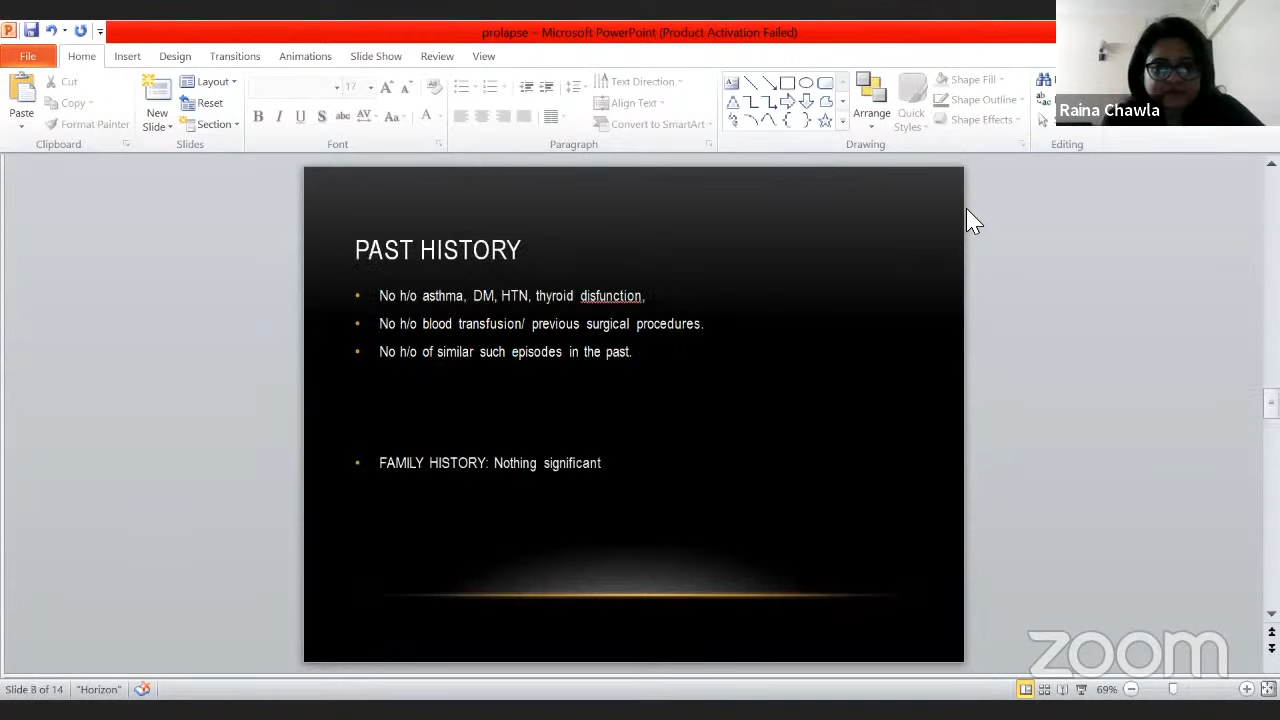 prolapse - Microsoft PowerPoint (Product Activation Failed)
File Home Insert Design Transitions Animations Slide Show Review View
Raina Chawla
Paste
Cut
Copy
Format Painter
Clipboard
New
Slide
Layout
Reset
Section
Slides
17
B I U S abc AV Aa A
Font
Text Direction
Align Text
Convert to SmartArt
Paragraph
Arrange
Quick
Styles
Shape Fill
Shape Outline
Shape Effects
Drawing
Editing
PAST HISTORY
• No h/o asthma, DM, HTN, thyroid disfunction,
• No h/o blood transfusion/ previous surgical procedures.
• No h/o of similar such episodes in the past.
• FAMILY HISTORY: Nothing significant
zoom
Slide 8 of 14 "Horizon" 69%